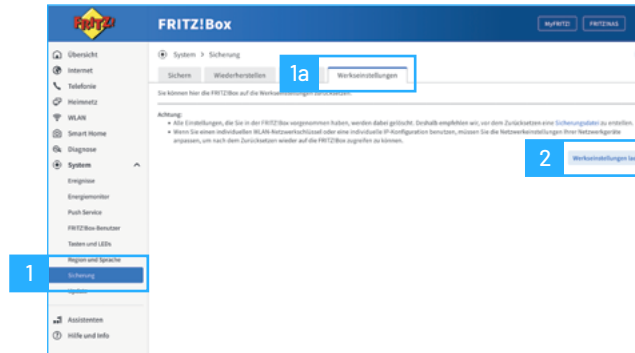 FRITZ!
FRITZ!Box
MyFRITZ!
FRITZ!NAS
Übersicht
Internet
Telefonie
Heimnetz
WLAN
Smart Home
Diagnose
System
Ereignisse
Energiemonitor
Push Service
FRITZ!Box-Benutzer
Tasten und LEDs
Region und Sprache
1
Sicherung
Update
Assistenten
Hilfe und Info
System > Sicherung
Sichern
Wiederherstellen
1a
Werkseinstellungen
Sie können hier die FRITZ!Box auf die Werkseinstellungen zurücksetzen.
Achtung:
• Alle Einstellungen, die Sie in der FRITZ!Box vorgenommen haben, werden dabei gelöscht. Deshalb empfehlen wir, vor dem Zurücksetzen eine Sicherungsdatei zu erstellen.
• Wenn Sie einen individuellen WLAN-Netzwerkschlüssel oder eine individuelle IP-Konfiguration benutzen, müssen Sie die Netzwerkeinstellungen Ihrer Netzwerkgeräte
anpassen, um nach dem Zurücksetzen wieder auf die FRITZ!Box zugreifen zu können.
2
Werkseinstellungen